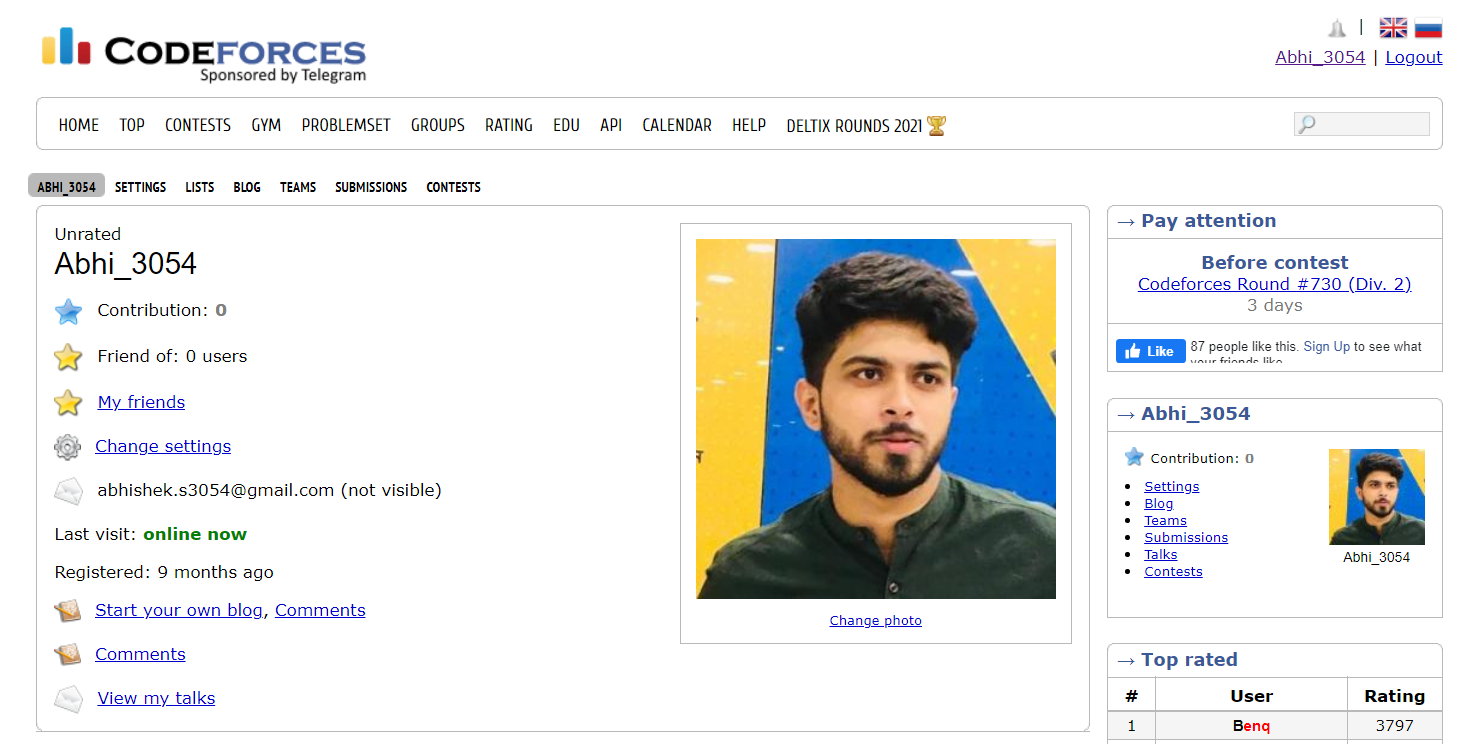 CODEFORCES
Sponsored by Telegram
|
Abhi_3054 | Logout
HOME TOP CONTESTS GYM PROBLEMSET GROUPS RATING EDU API CALENDAR HELP DELTIX ROUNDS 2021
ABHI_3054 SETTINGS LISTS BLOG TEAMS SUBMISSIONS CONTESTS
Unrated
Abhi_3054
Contribution: 0
Friend of: 0 users
My friends
Change settings
abhishek.s3054@gmail.com (not visible)
Last visit: online now
Registered: 9 months ago
Start your own blog, Comments
Comments
View my talks
Change photo
→ Pay attention
Before contest
Codeforces Round #730 (Div. 2)
3 days
Like 87 people like this. Sign Up to see what
your friends like.
→ Abhi_3054
Contribution: 0
Settings
Blog
Teams
Submissions
Talks
Contests
Abhi_3054
→ Top rated
# User Rating
1 Benq 3797